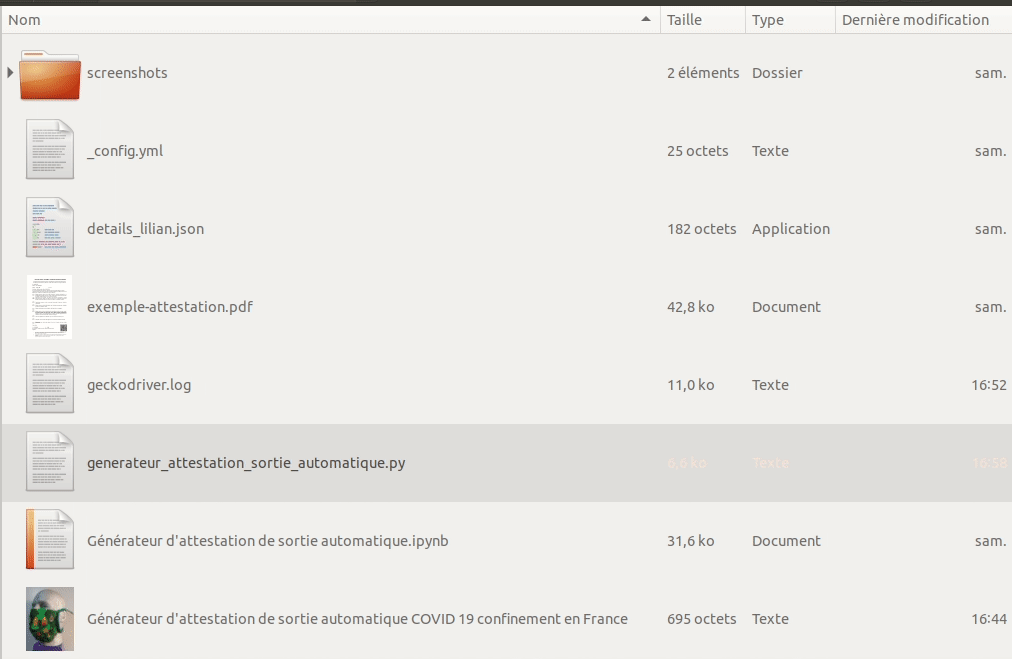 Nom Taille Type Dernière modification
screenshots 2 éléments Dossier sam.
_config.yml 25 octets Texte sam.
details_lilian.json 182 octets Application sam.
exemple-attestation.pdf 42,8 ko Document sam.
geckodriver.log 11,0 ko Texte 16:52
generateur_attestation_sortie_automatique.py 6,6 ko Texte 16:58
Générateur d'attestation de sortie automatique.ipynb 31,6 ko Document sam.
Générateur d'attestation de sortie automatique COVID 19 confinement en France 695 octets Texte 16:44